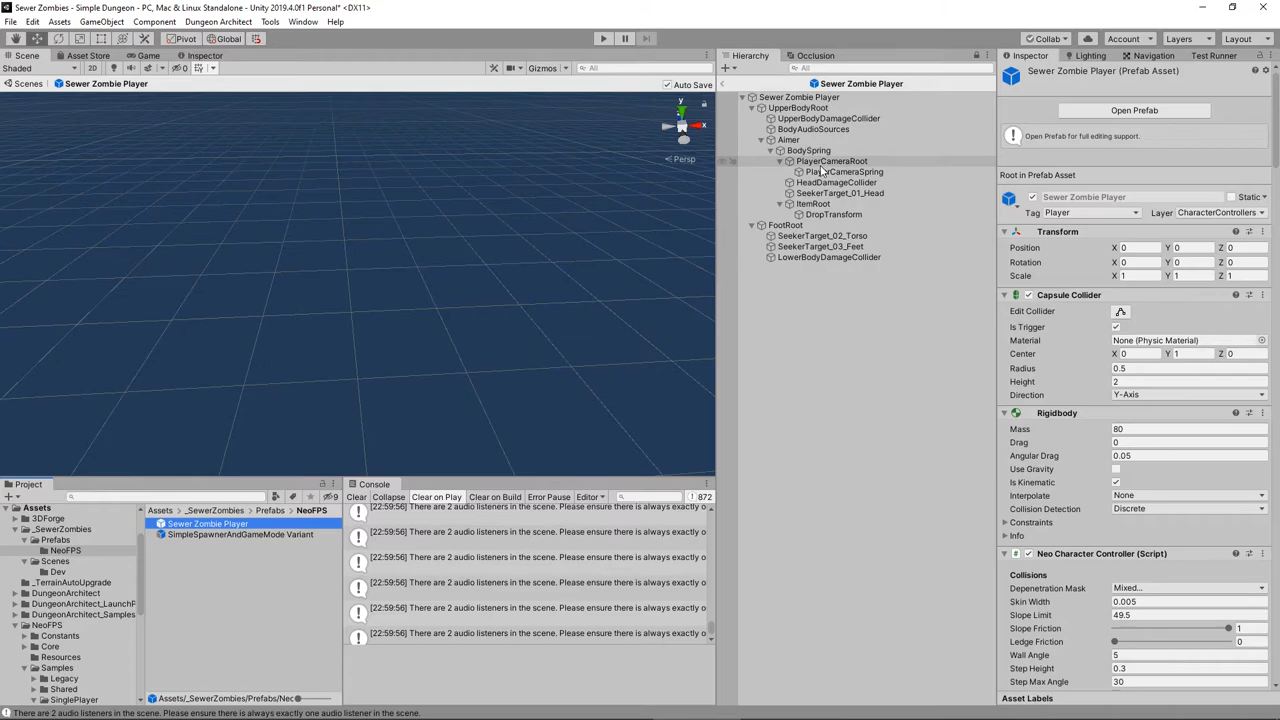 Sewer Zombies - Simple Dungeon - PC, Mac & Linux Standalone - Unity 2019.4.0f1 Personal* <DX11>
File Edit Assets GameObject Component Dungeon Architect Tools Window Help
Pivot Global Collab Account Layers Layout
Scene Asset Store Game Inspector
Shaded 2D 0 Gizmos All
Scenes Sewer Zombie Player Auto Save
y
x
Persp
Hierarchy Occlusion
All
Sewer Zombie Player
Sewer Zombie Player
UpperBodyRoot
UpperBodyDamageCollider
BodyAudioSources
Aimer
BodySpring
PlayerCameraRoot
PlayerCameraSpring
HeadDamageCollider
SeekerTarget_01_Head
ItemRoot
DropTransform
FootRoot
SeekerTarget_02_Torso
SeekerTarget_03_Feet
LowerBodyDamageCollider
Inspector Lighting Navigation Test Runner
Sewer Zombie Player (Prefab Asset)
Open Prefab
Open Prefab for full editing support.
Root in Prefab Asset
Sewer Zombie Player Static
Tag Player Layer CharacterControllers
Transform
Position X 0 Y 0 Z 0
Rotation X 0 Y 0 Z 0
Scale X 1 Y 1 Z 1
Capsule Collider
Edit Collider
Is Trigger
Material None (Physic Material)
Center X 0 Y 1 Z 0
Radius 0.5
Height 2
Direction Y-Axis
Rigidbody
Mass 80
Drag 0
Angular Drag 0.05
Use Gravity
Is Kinematic
Interpolate None
Collision Detection Discrete
Constraints
Info
Neo Character Controller (Script)
Collisions
Depenetration Mask Mixed...
Skin Width 0.005
Slope Limit 49.5
Slope Friction 1
Ledge Friction 0
Wall Angle 5
Step Height 0.3
Step Max Angle 30
Asset Labels
Project
9
Assets
3DForge
_SewerZombies
Prefabs
NeoFPS
Scenes
Dev
_TerrainAutoUpgrade
DungeonArchitect
DungeonArchitect_LaunchP
DungeonArchitect_Samples
NeoFPS
Constants
Core
Resources
Samples
Legacy
Shared
SinglePlayer
Assets _SewerZombies Prefabs NeoFPS
Sewer Zombie Player
SimpleSpawnerAndGameMode Variant
Assets/_SewerZombies/Prefabs/Neo
Console
Clear Collapse Clear on Play Clear on Build Error Pause Editor 872
[22:59:56] There are 2 audio listeners in the scene. Please ensure there is always exactly o
[22:59:56] There are 2 audio listeners in the scene. Please ensure there is always exactly o
[22:59:56] There are 2 audio listeners in the scene. Please ensure there is always exactly o
[22:59:56] There are 2 audio listeners in the scene. Please ensure there is always exactly o
[22:59:56] There are 2 audio listeners in the scene. Please ensure there is always exactly o
[22:59:56] There are 2 audio listeners in the scene. Please ensure there is always exactly o
There are 2 audio listeners in the scene. Please ensure there is always exactly one audio listener in the scene.